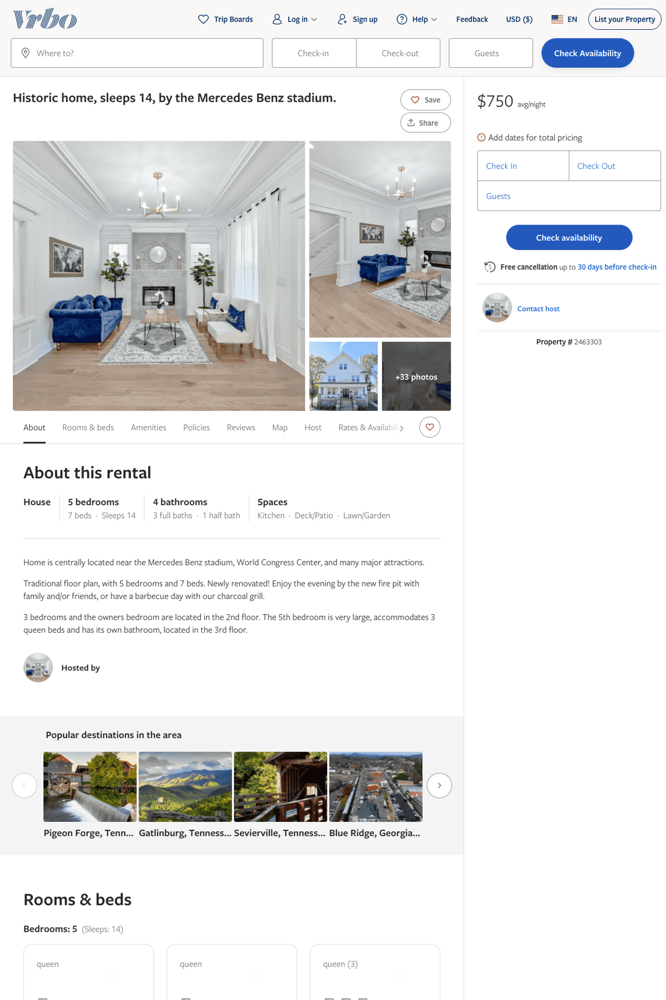 Vrbo
Trip Boards
Log in
Sign up
Help
Feedback
USD ($)
EN
List your Property
Where to?
Check-in
Check-out
Guests
Check Availability
Historic home, sleeps 14, by the Mercedes Benz stadium.
Save
Share
+33 photos
$750 avg/night
Add dates for total pricing
Check In
Check Out
Guests
Check availability
Free cancellation up to 30 days before check-in
Contact host
Property # 2463303
About
Rooms & beds
Amenities
Policies
Reviews
Map
Host
Rates & Availabili
About this rental
House
5 bedrooms
7 beds · Sleeps 14
4 bathrooms
3 full baths · 1 half bath
Spaces
Kitchen · Deck/Patio · Lawn/Garden
Home is centrally located near the Mercedes Benz stadium, World Congress Center, and many major attractions.
Traditional floor plan, with 5 bedrooms and 7 beds. Newly renovated! Enjoy the evening by the new fire pit with
family and/or friends, or have a barbecue day with our charcoal grill.
3 bedrooms and the owners bedroom are located in the 2nd floor. The 5th bedroom is very large, accommodates 3
queen beds and has its own bathroom, located in the 3rd floor.
Hosted by
Popular destinations in the area
Pigeon Forge, Tenn...
Gatlinburg, Tenness...
Sevierville, Tenness...
Blue Ridge, Georgia...
Rooms & beds
Bedrooms: 5 (Sleeps: 14)
queen
queen
queen (3)